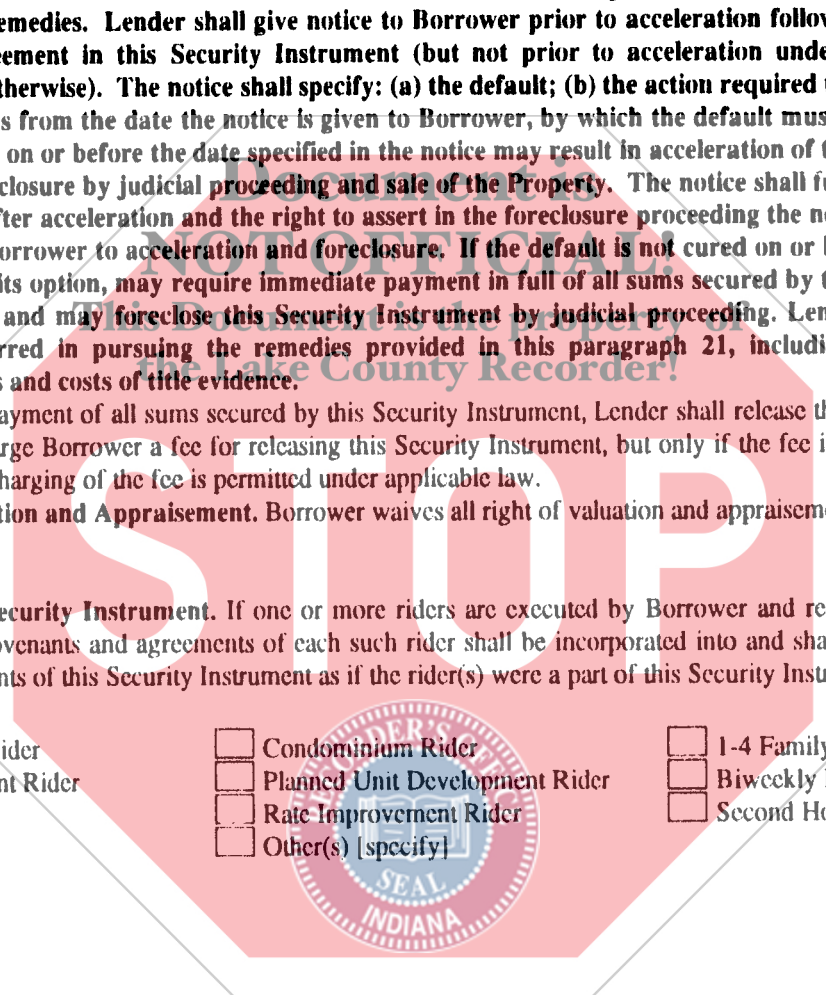 emedies. Lender shall give notice to Borrower prior to acceleration follow
eement in this Security Instrument (but not prior to acceleration unde
therwise). The notice shall specify: (a) the default; (b) the action required
s from the date the notice is given to Borrower, by which the default mus
on or before the date specified in the notice may result in acceleration of t
closure by judicial proceeding and sale of the Property. The notice shall fu
fter acceleration and the right to assert in the foreclosure proceeding the n
orrower to acceleration and foreclosure. If the default is not cured on or
its option, may require immediate payment in full of all sums secured by t
and may foreclose this Security Instrument by judicial proceeding. Len
rred in pursuing the remedies provided in this paragraph 21, includi
s and costs of title evidence.
ayment of all sums secured by this Security Instrument, Lender shall release th
rge Borrower a fee for releasing this Security Instrument, but only if the fee i
harging of the fee is permitted under applicable law.
tion and Appraisement. Borrower waives all right of valuation and appraiseme
ecurity Instrument. If one or more riders are executed by Borrower and re
ovenants and agreements of each such rider shall be incorporated into and sha
nts of this Security Instrument as if the rider(s) were a part of this Security Instr
ider
Condominium Rider
1-4 Family
nt Rider
Planned Unit Development Rider
Biweekly
Rate Improvement Rider
Second Ho
Other(s) [specify]
Document is
NOT OFFICIAL!
This Document is the property of
the Lake County Recorder!
STOP
RECORDER'S OFFICE
SEAL
INDIANA